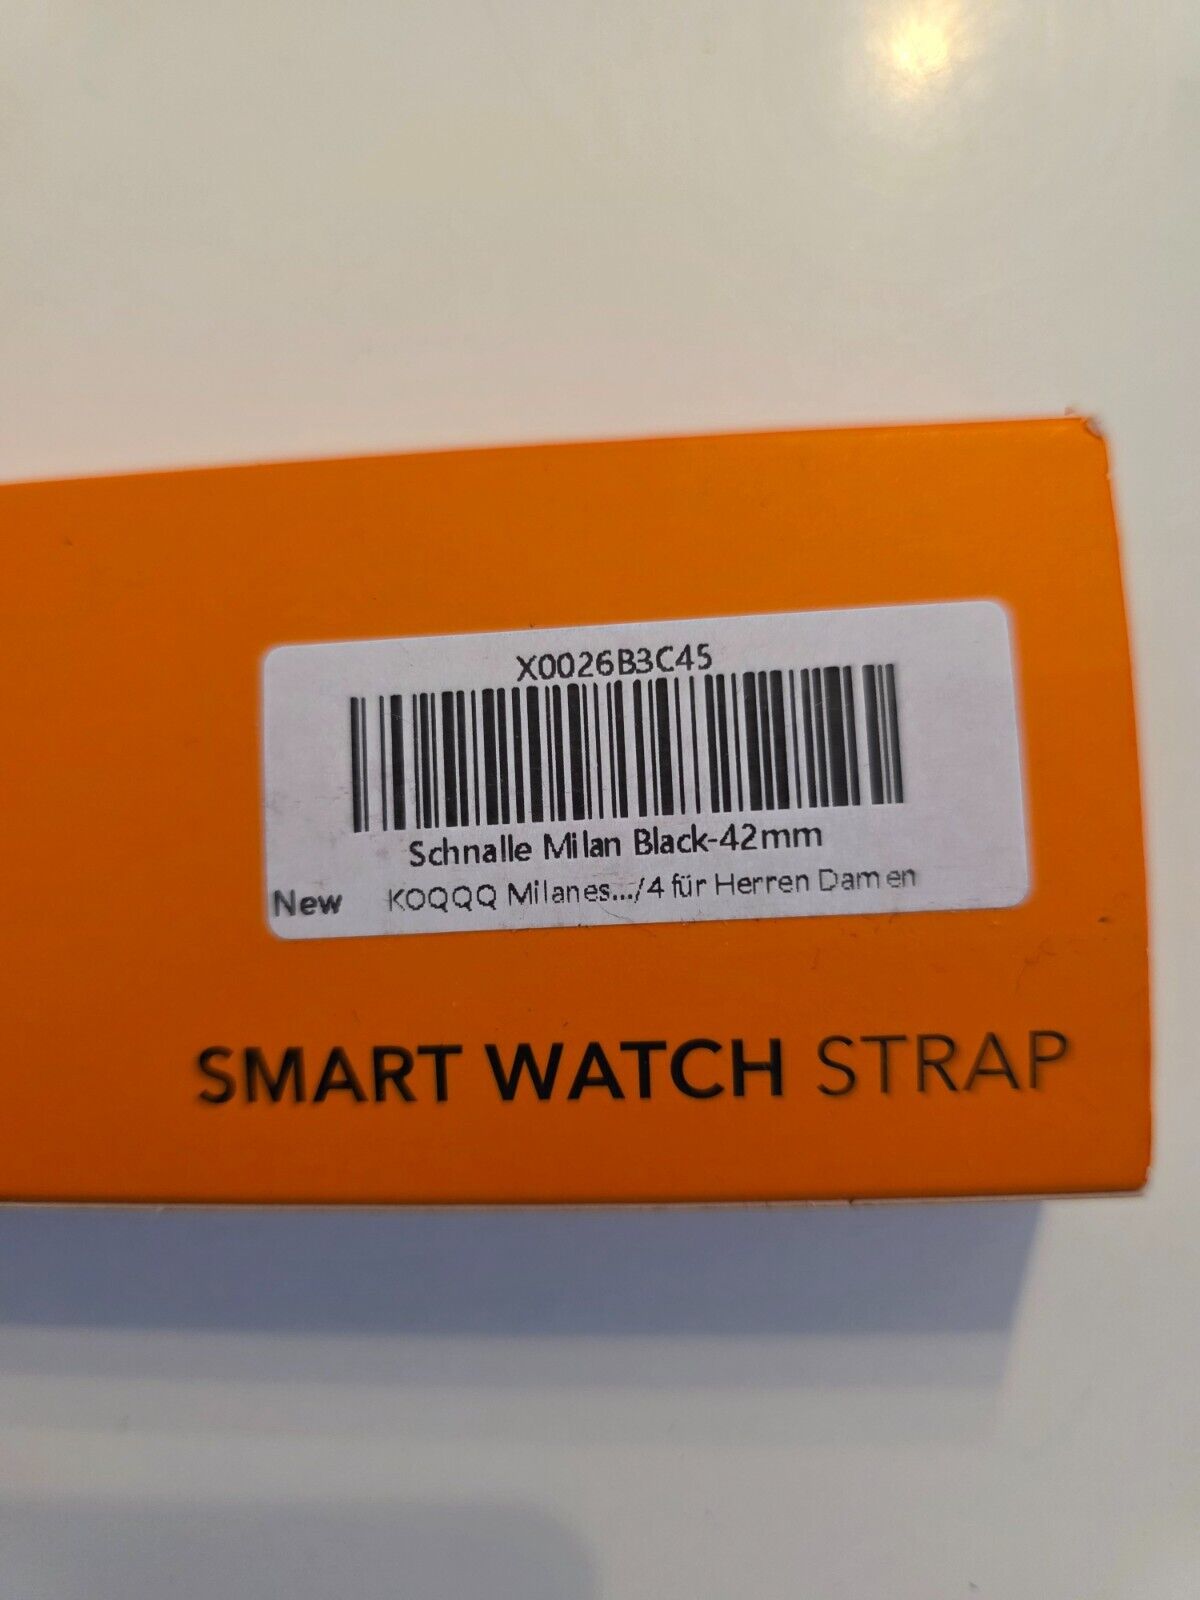 X0026B3C45
Schnalle Milan Black-42mm
New KOQQQ Milanes.../4 für Herren Damen
SMART WATCH STRAP